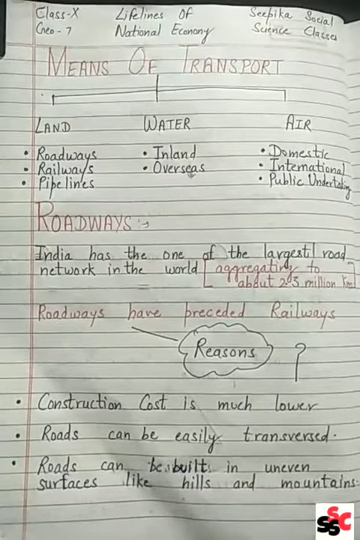 Class-X Lifelines Of Seepika Social
Geo-7 National Economy Science Classes
MEANS OF TRANSPORT
LAND WATER AIR
• Roadways • Inland • Domestic
• Railways • Overseas • International
• Pipelines • Public Undertaking
ROADWAYS :→
India has the one of the largest road
network in the world [aggregating to
about 2.3 million km]
Roadways have preceded Railways
Reasons ?
• Construction Cost is much lower
• Roads can be easily transversed.
• Roads can be built in uneven
surfaces like hills and mountains.
SSC